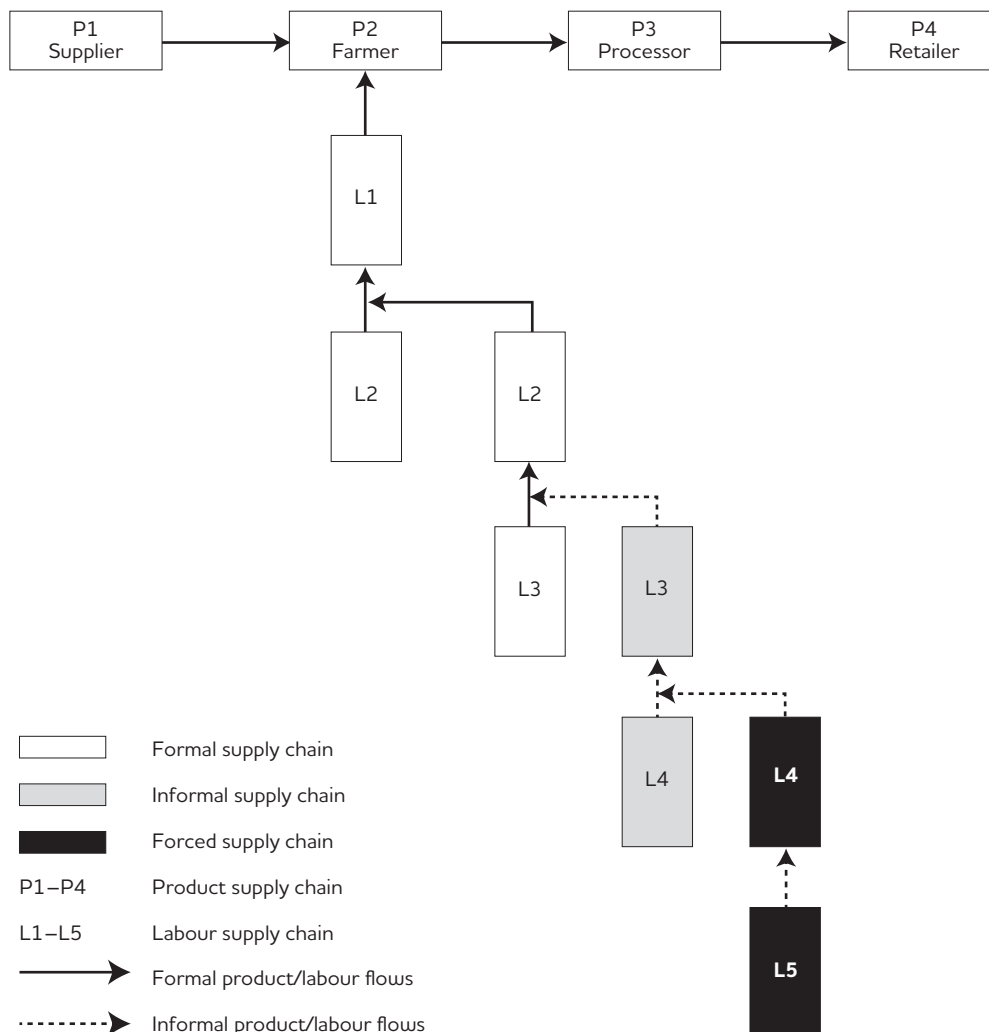 P1
Supplier
P2
Farmer
P3
Processor
P4
Retailer
L1
L2
L2
L3
L3
L4
L4
L5
Formal supply chain
Informal supply chain
Forced supply chain
P1–P4 Product supply chain
L1–L5 Labour supply chain
Formal product/labour flows
Informal product/labour flows